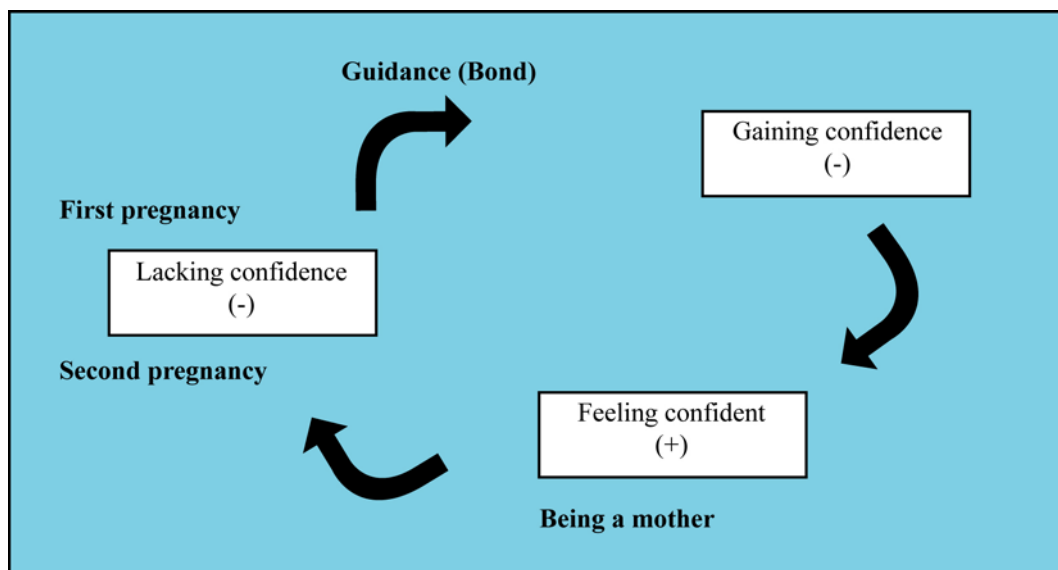 Guidance (Bond)
Gaining confidence
(-)
First pregnancy
Lacking confidence
(-)
Second pregnancy
Feeling confident
(+)
Being a mother